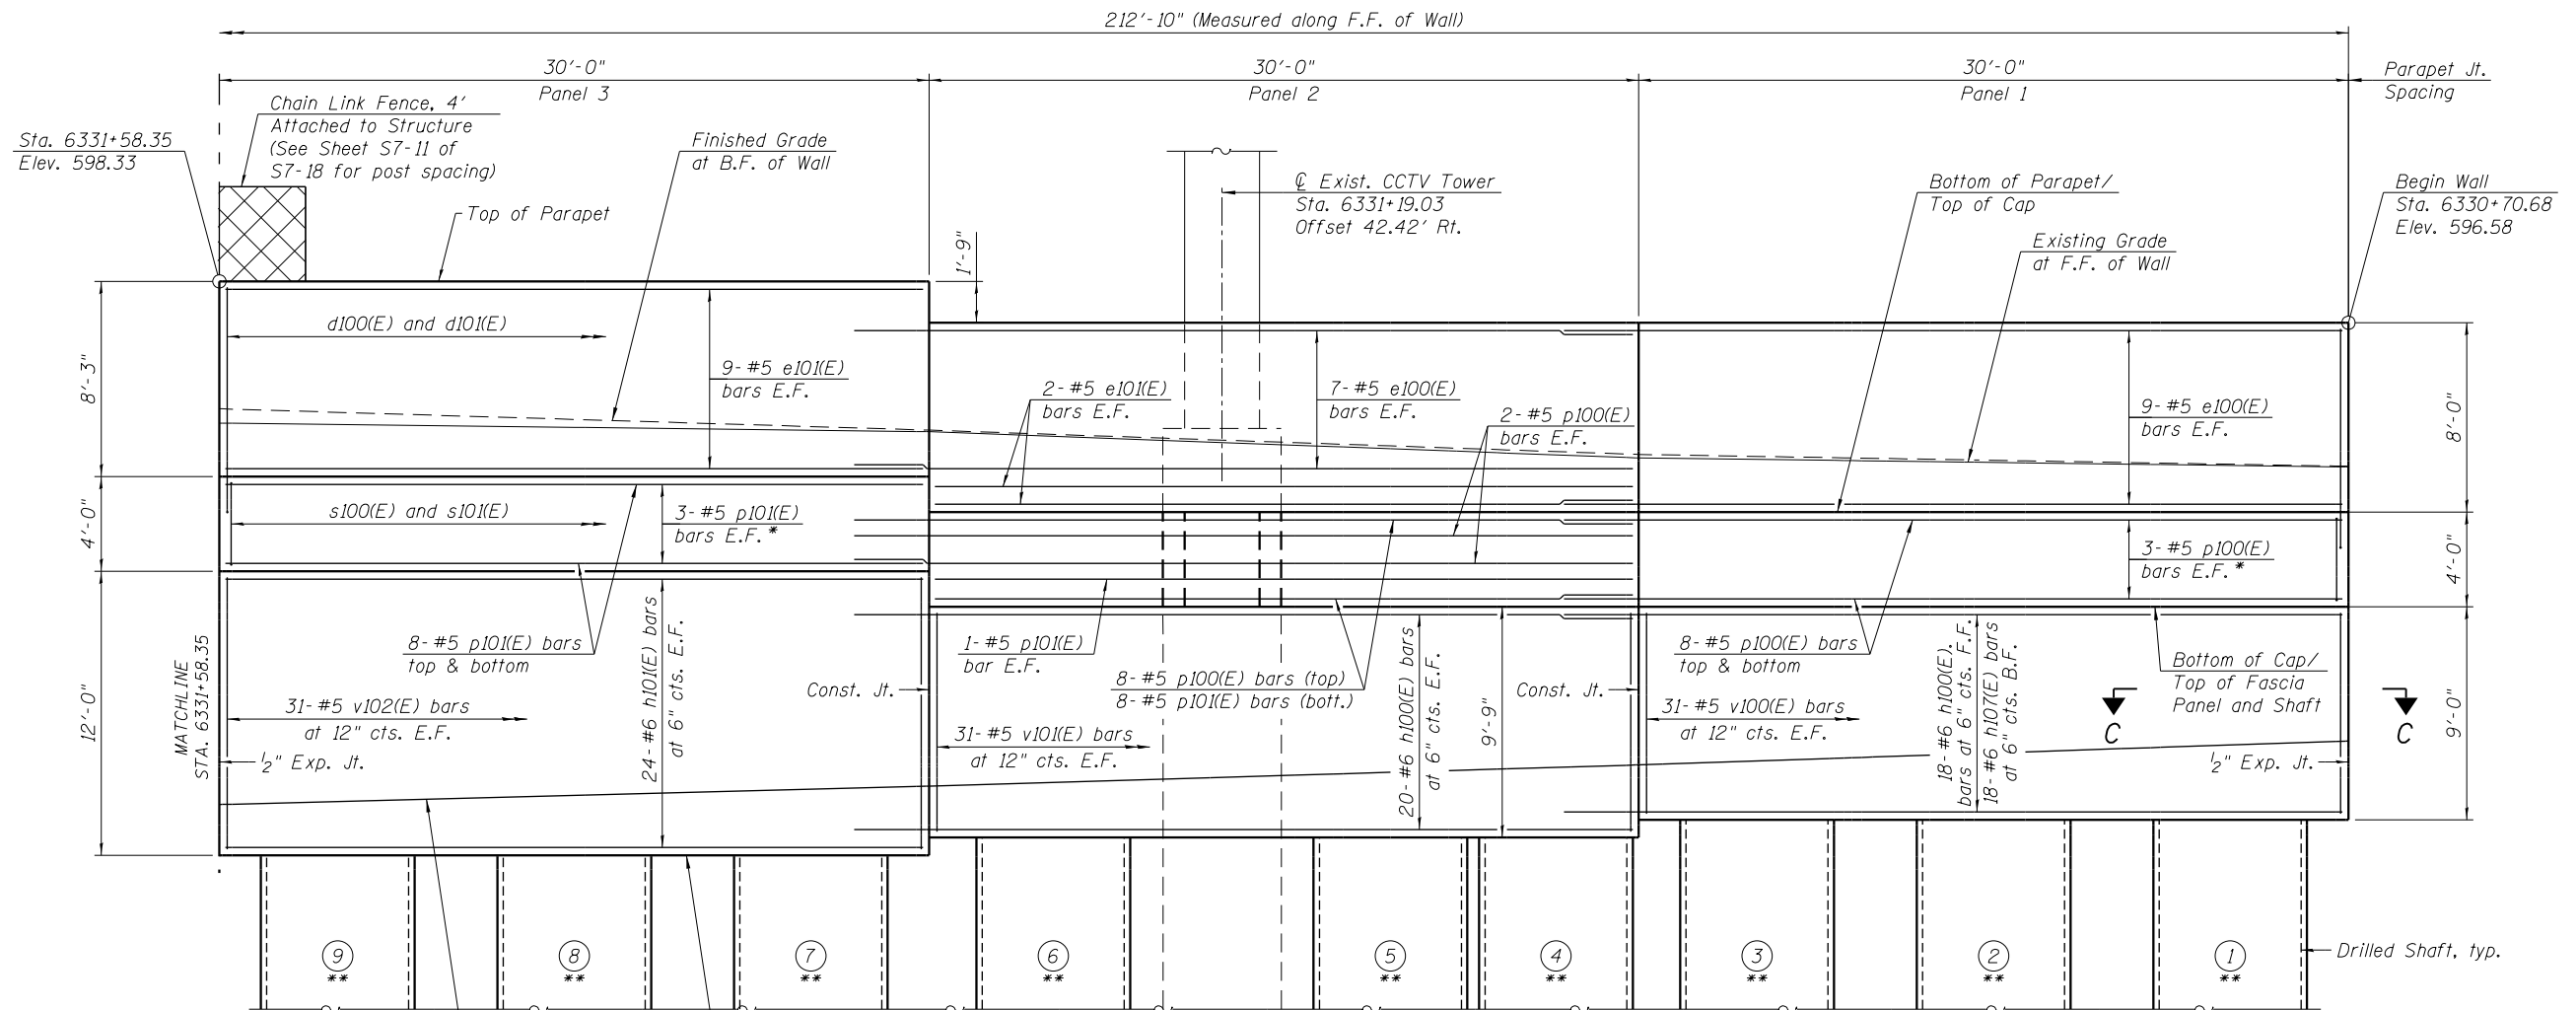 212'-10" (Measured along F.F. of Wall)
30'-0"
Panel 3
30'-0"
Panel 2
30'-0"
Panel 1
Parapet Jt.
Spacing
Chain Link Fence, 4'
Attached to Structure
(See Sheet S7-11 of
S7-18 for post spacing)
Sta. 6331+58.35
Elev. 598.33
Finished Grade
at B.F. of Wall
Top of Parapet
℄ Exist. CCTV Tower
Sta. 6331+19.03
Offset 42.42' Rt.
Bottom of Parapet/
Top of Cap
Begin Wall
Sta. 6330+70.68
Elev. 596.58
Existing Grade
at F.F. of Wall
1'-9"
8'-3"
4'-0"
12'-0"
d100(E) and d101(E)
9-#5 e101(E)
bars E.F.
2-#5 e101(E)
bars E.F.
7-#5 e100(E)
bars E.F.
2-#5 p100(E)
bars E.F.
9-#5 e100(E)
bars E.F.
8'-0"
4'-0"
9'-0"
s100(E) and s101(E)
3-#5 p101(E)
bars E.F.*
3-#5 p100(E)
bars E.F.*
8-#5 p101(E) bars
top & bottom
1-#5 p101(E)
bar E.F.
8-#5 p100(E) bars (top)
8-#5 p101(E) bars (bott.)
8-#5 p100(E) bars
top & bottom
Bottom of Cap/
Top of Fascia
Panel and Shaft
MATCHLINE
STA. 6331+58.35
31-#5 v102(E) bars
at 12" cts. E.F.
1/2" Exp. Jt.
24-#6 h101(E) bars
at 6" cts. E.F.
Const. Jt.
31-#5 v101(E) bars
at 12" cts. E.F.
20-#6 h100(E) bars
at 6" cts. E.F.
9'-9"
Const. Jt.
31-#5 v100(E) bars
at 12" cts. E.F.
18-#6 h100(E).
bars at 6" cts. F.F.
18-#6 h107(E) bars
at 6" cts. B.F.
C
C
1/2" Exp. Jt.
9
**
8
**
7
**
6
**
5
**
4
**
3
**
2
**
1
**
Drilled Shaft, typ.